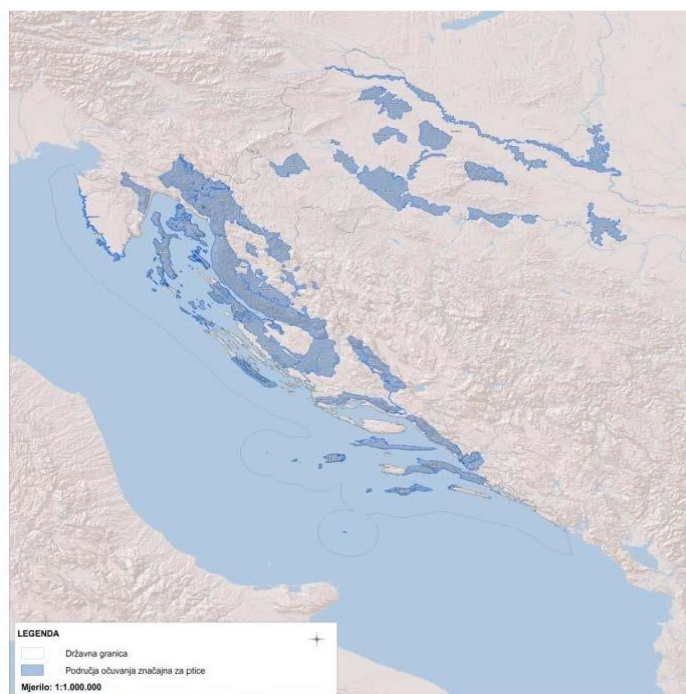 LEGENDA
Državna granica
Područja očuvanja značajna za ptice
Mjerilo: 1:1.000.000